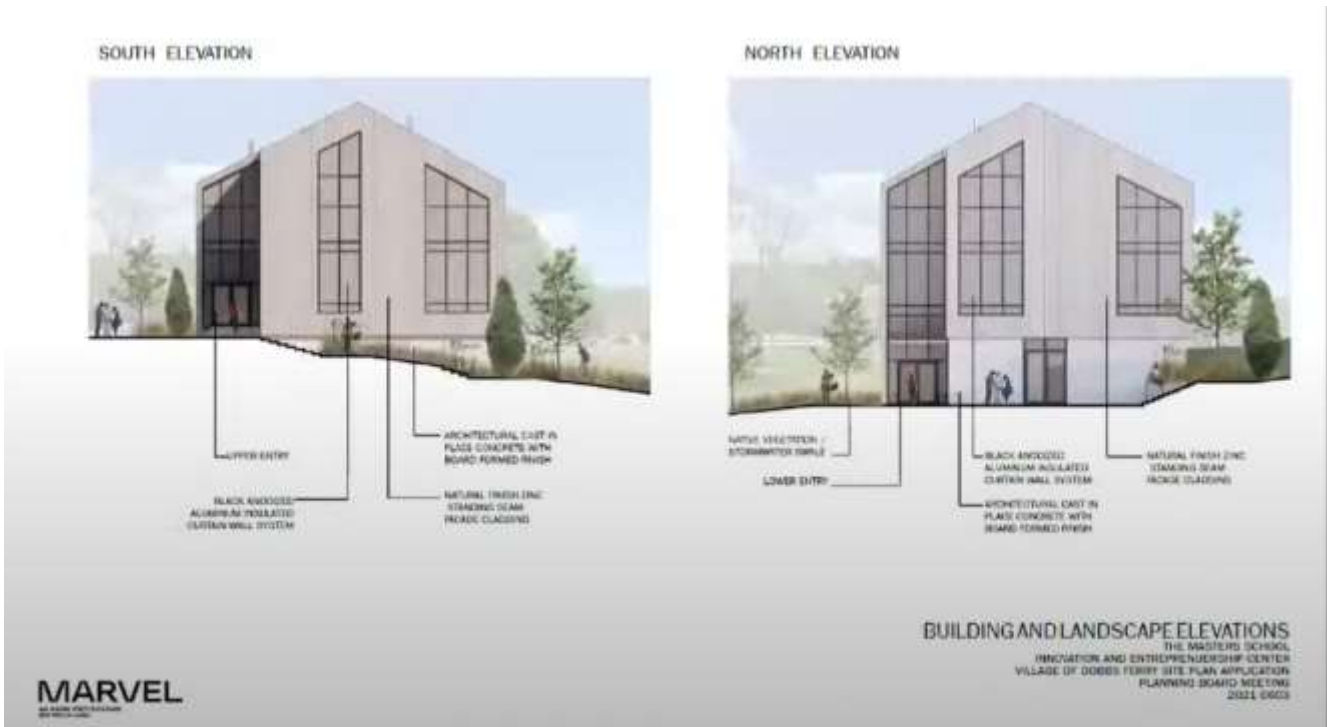 SOUTH ELEVATION
UPPER ENTRY
BLACK ANODIZED
ALUMINUM INSULATED
CURTAIN WALL SYSTEM
ARCHITECTURAL CAST IN
PLACE CONCRETE WITH
BOARD FORMED FINISH
NATURAL FINISH ZINC
STANDING SEAM
FACADE CLADDING
NORTH ELEVATION
NATIVE VEGETATION /
STORMWATER SWALE
LOWER ENTRY
BLACK ANODIZED
ALUMINUM INSULATED
CURTAIN WALL SYSTEM
ARCHITECTURAL CAST IN
PLACE CONCRETE WITH
BOARD FORMED FINISH
NATURAL FINISH ZINC
STANDING SEAM
FACADE CLADDING
BUILDING AND LANDSCAPE ELEVATIONS
THE MASTERS SCHOOL
INNOVATION AND ENTREPRENUERSHIP CENTER
VILLAGE OF DOBBS FERRY SITE PLAN APPLICATION
PLANNING BOARD MEETING
2021 0603
MARVEL